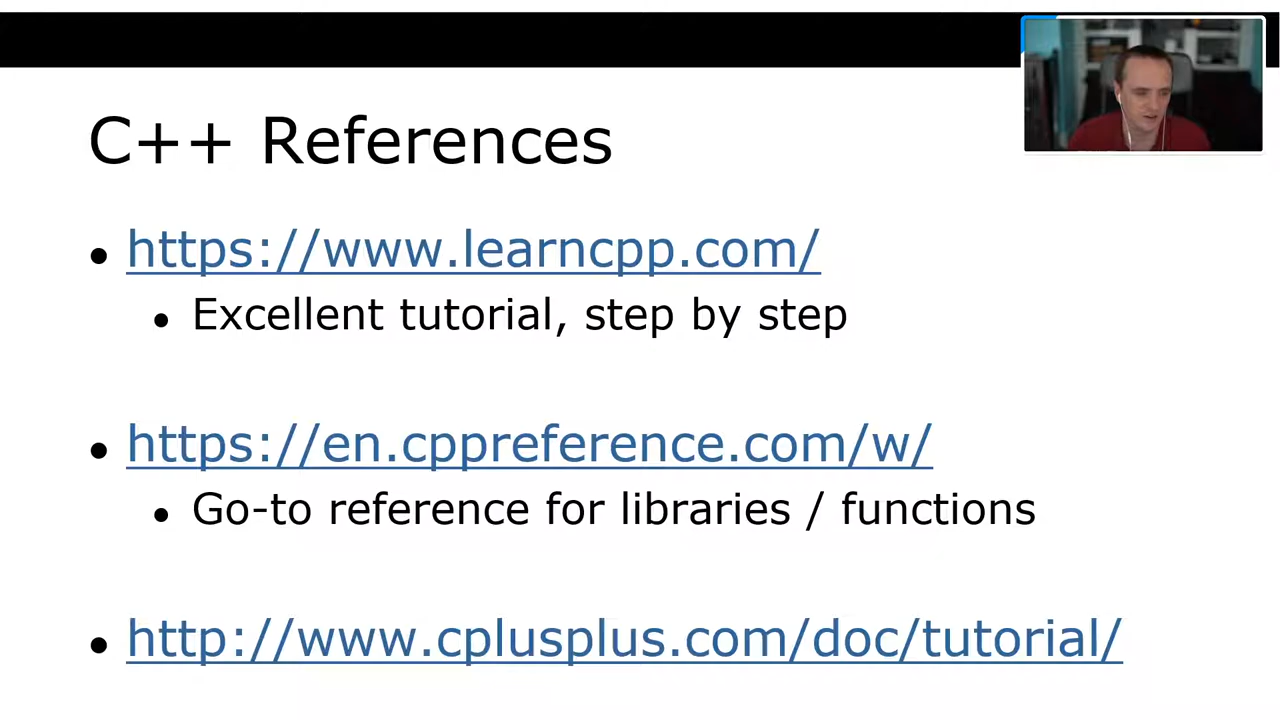 C++ References
• https://www.learncpp.com/
• Excellent tutorial, step by step
• https://en.cppreference.com/w/
• Go-to reference for libraries / functions
• http://www.cplusplus.com/doc/tutorial/